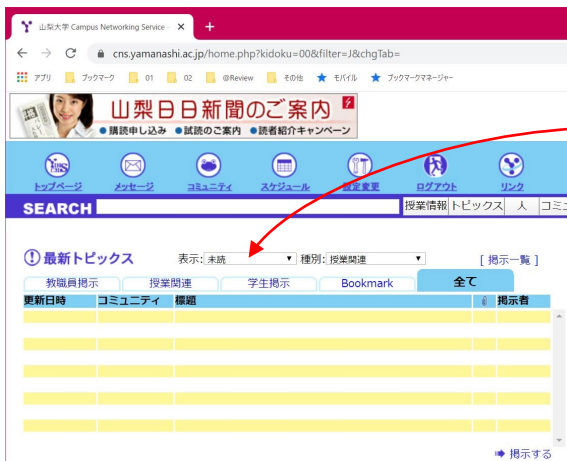 山梨大学 Campus Networking Service
cns.yamanashi.ac.jp/home.php?kidoku=00&filter=J&chgTab=
アプリ ブックマーク 01 02 @Review その他 モバイル ブックマークマネージャー
山梨日日新聞のご案内
●購読申し込み ●試読のご案内 ●読者紹介キャンペーン
トップページ メッセージ コミュニティ スケジュール 設定変更 ログアウト リンク
SEARCH 授業情報 トピックス 人 コミュ
最新トピックス 表示: 未読 種別: 授業関連 [ 掲示一覧 ]
教職員掲示 授業関連 学生掲示 Bookmark 全て
更新日時 コミュニティ 標題 掲示者
掲示する